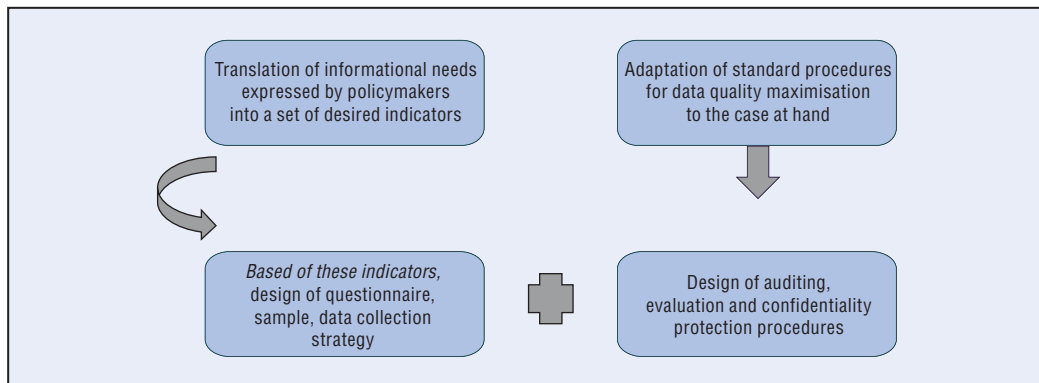 Translation of informational needs
expressed by policymakers
into a set of desired indicators
Adaptation of standard procedures
for data quality maximisation
to the case at hand
Based of these indicators,
design of questionnaire,
sample, data collection
strategy
Design of auditing,
evaluation and confidentiality
protection procedures